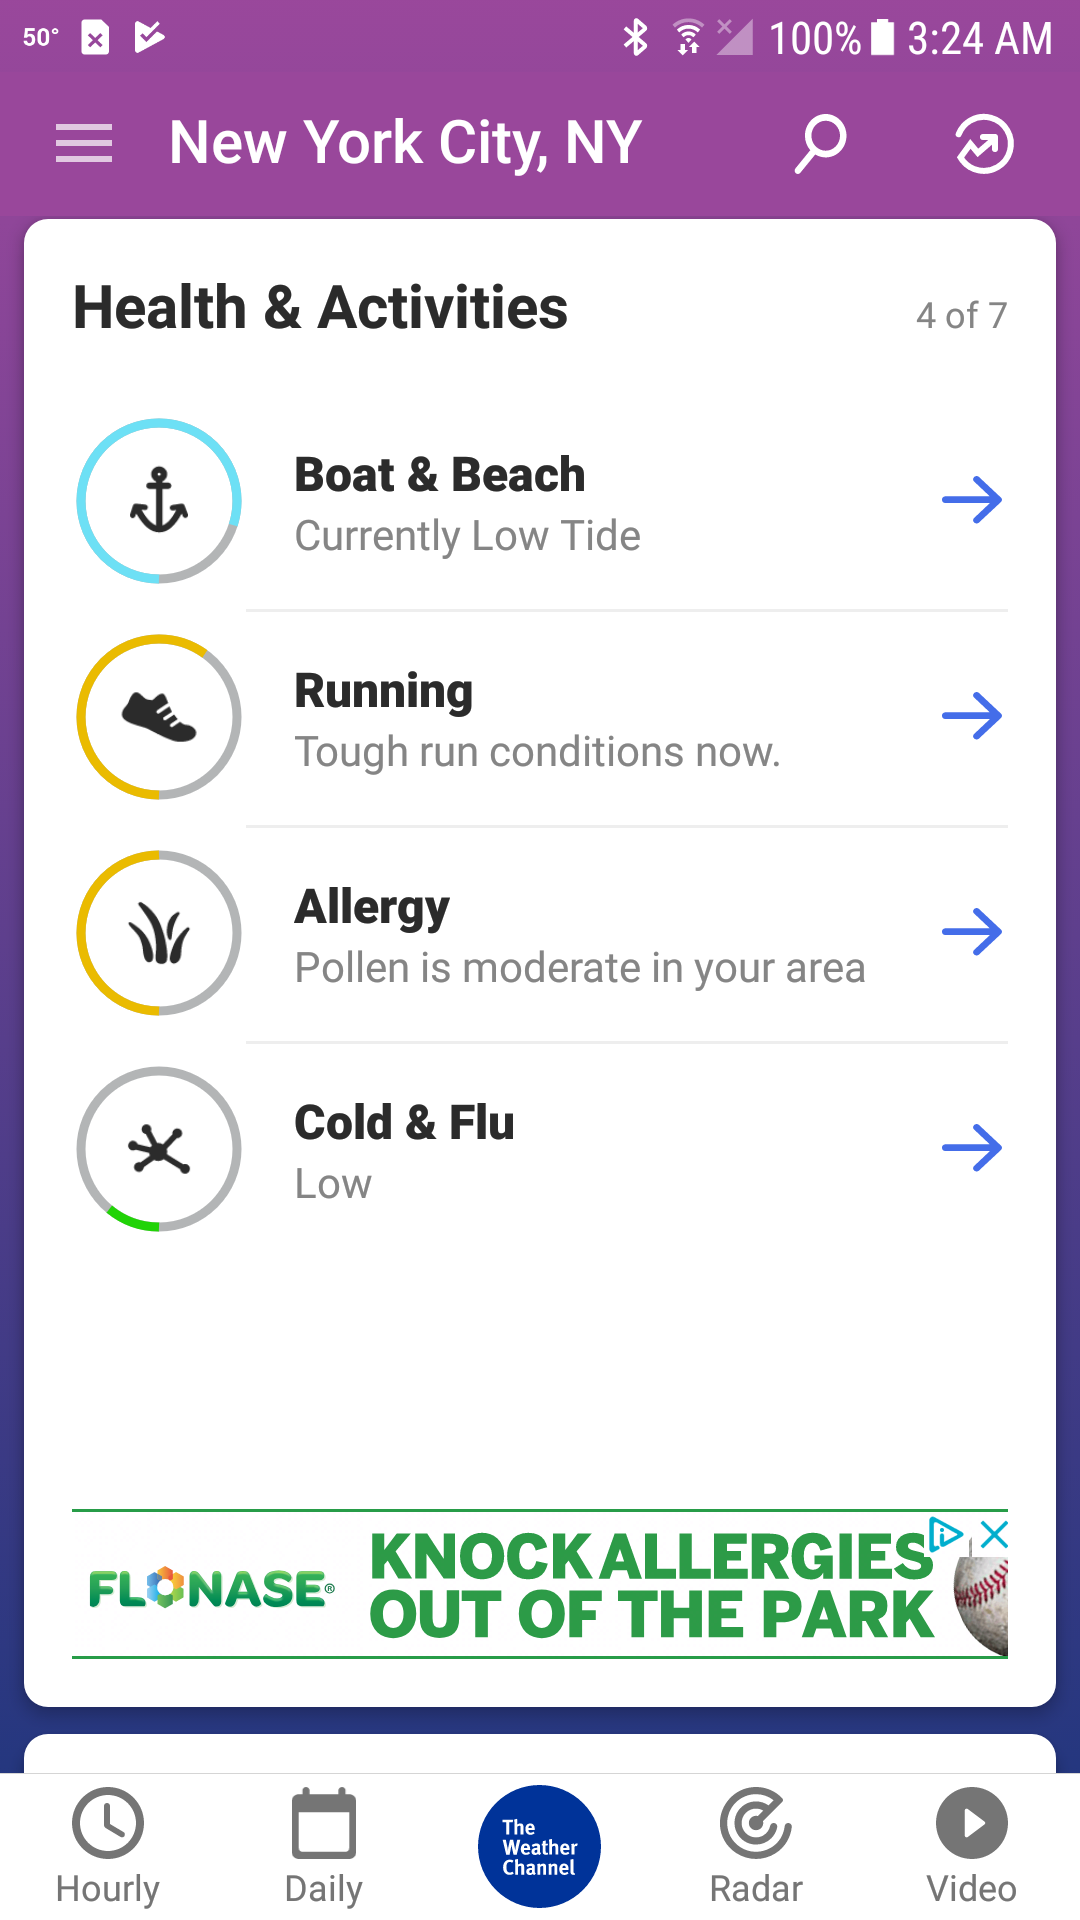 50°
100% 3:24 AM
New York City, NY
Health & Activities
4 of 7
Boat & Beach
Currently Low Tide
Running
Tough run conditions now.
Allergy
Pollen is moderate in your area
Cold & Flu
Low
FLONASE®
KNOCK ALLERGIES
OUT OF THE PARK
Hourly
Daily
The
Weather
Channel
Radar
Video